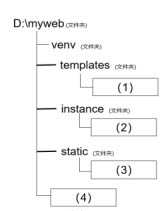 D:\myweb(文件夹)
venv (文件夹)
templates (文件夹)
(1)
instance (文件夹)
(2)
static (文件夹)
(3)
(4)